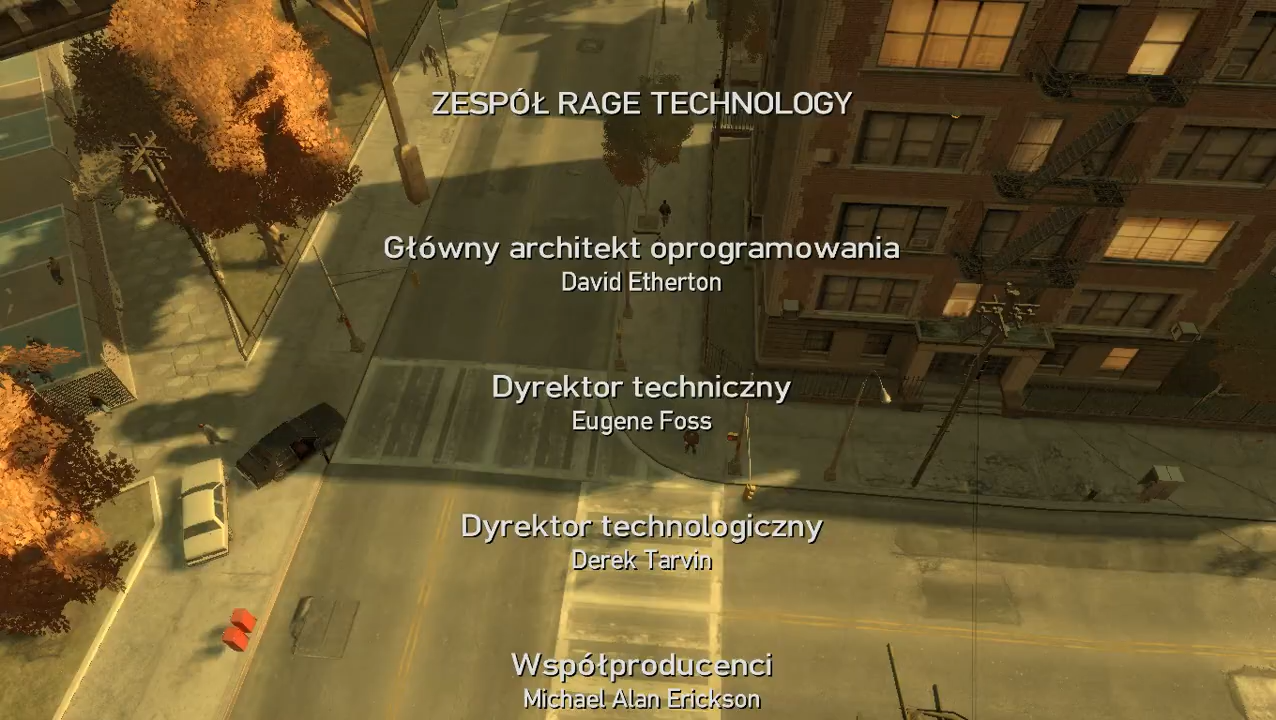 ZESPÓŁ RAGE TECHNOLOGY
Główny architekt oprogramowania
David Etherton
Dyrektor techniczny
Eugene Foss
Dyrektor technologiczny
Derek Tarvin
Współproducenci
Michael Alan Erickson